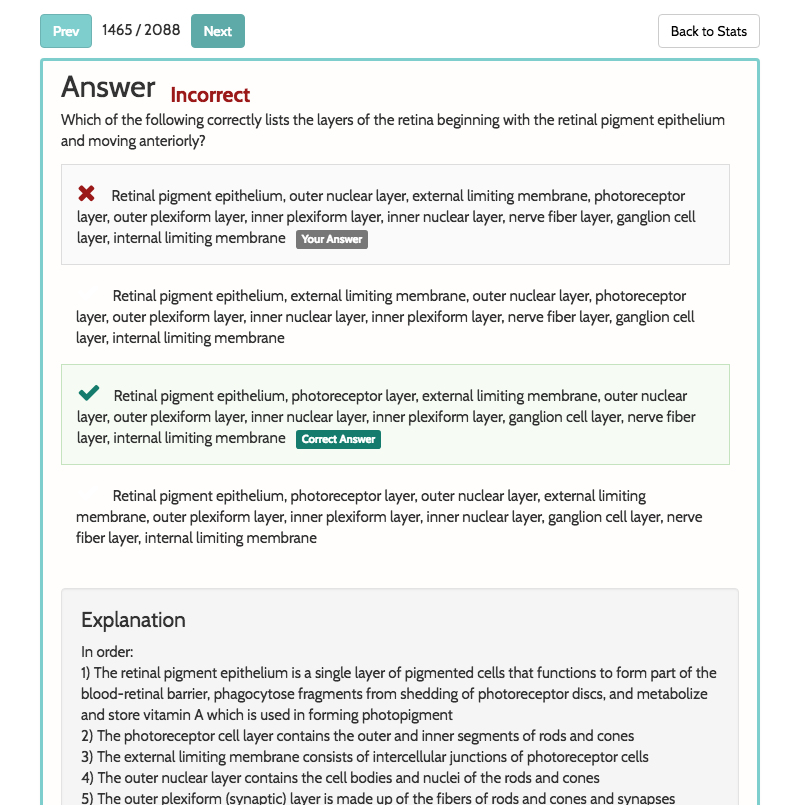 Prev 1465 / 2088 Next Back to Stats
Answer Incorrect
Which of the following correctly lists the layers of the retina beginning with the retinal pigment epithelium
and moving anteriorly?
Retinal pigment epithelium, outer nuclear layer, external limiting membrane, photoreceptor
layer, outer plexiform layer, inner plexiform layer, inner nuclear layer, nerve fiber layer, ganglion cell
layer, internal limiting membrane Your Answer
Retinal pigment epithelium, external limiting membrane, outer nuclear layer, photoreceptor
layer, outer plexiform layer, inner nuclear layer, inner plexiform layer, nerve fiber layer, ganglion cell
layer, internal limiting membrane
Retinal pigment epithelium, photoreceptor layer, external limiting membrane, outer nuclear
layer, outer plexiform layer, inner nuclear layer, inner plexiform layer, ganglion cell layer, nerve fiber
layer, internal limiting membrane Correct Answer
Retinal pigment epithelium, photoreceptor layer, outer nuclear layer, external limiting
membrane, outer plexiform layer, inner plexiform layer, inner nuclear layer, ganglion cell layer, nerve
fiber layer, internal limiting membrane
Explanation
In order:
1) The retinal pigment epithelium is a single layer of pigmented cells that functions to form part of the
blood-retinal barrier, phagocytose fragments from shedding of photoreceptor discs, and metabolize
and store vitamin A which is used in forming photopigment
2) The photoreceptor cell layer contains the outer and inner segments of rods and cones
3) The external limiting membrane consists of intercellular junctions of photoreceptor cells
4) The outer nuclear layer contains the cell bodies and nuclei of the rods and cones
5) The outer plexiform (synaptic) layer is made up of the fibers of rods and cones and synapses